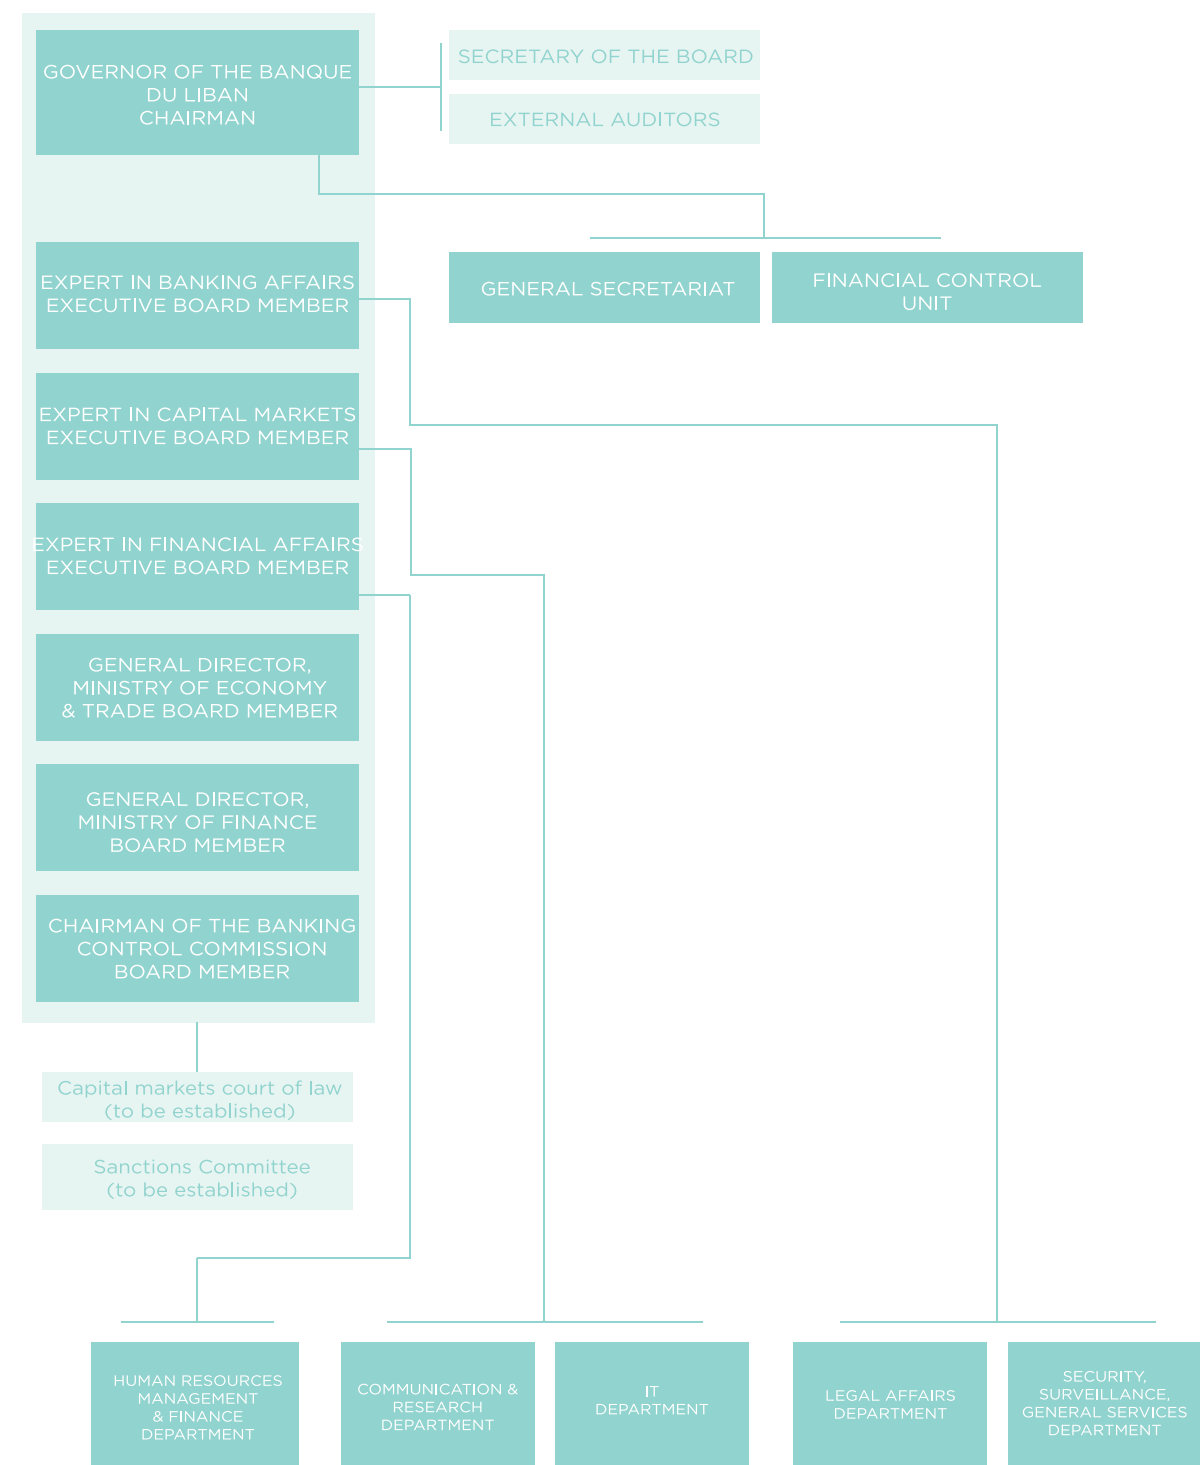 GOVERNOR OF THE BANQUE
DU LIBAN
CHAIRMAN
SECRETARY OF THE BOARD
EXTERNAL AUDITORS
EXPERT IN BANKING AFFAIRS
EXECUTIVE BOARD MEMBER
GENERAL SECRETARIAT
FINANCIAL CONTROL
UNIT
EXPERT IN CAPITAL MARKETS
EXECUTIVE BOARD MEMBER
EXPERT IN FINANCIAL AFFAIRS
EXECUTIVE BOARD MEMBER
GENERAL DIRECTOR,
MINISTRY OF ECONOMY
& TRADE BOARD MEMBER
GENERAL DIRECTOR,
MINISTRY OF FINANCE
BOARD MEMBER
CHAIRMAN OF THE BANKING
CONTROL COMMISSION
BOARD MEMBER
Capital markets court of law
(to be established)
Sanctions Committee
(to be established)
HUMAN RESOURCES
MANAGEMENT
& FINANCE
DEPARTMENT
COMMUNICATION &
RESEARCH
DEPARTMENT
IT
DEPARTMENT
LEGAL AFFAIRS
DEPARTMENT
SECURITY,
SURVEILLANCE,
GENERAL SERVICES
DEPARTMENT